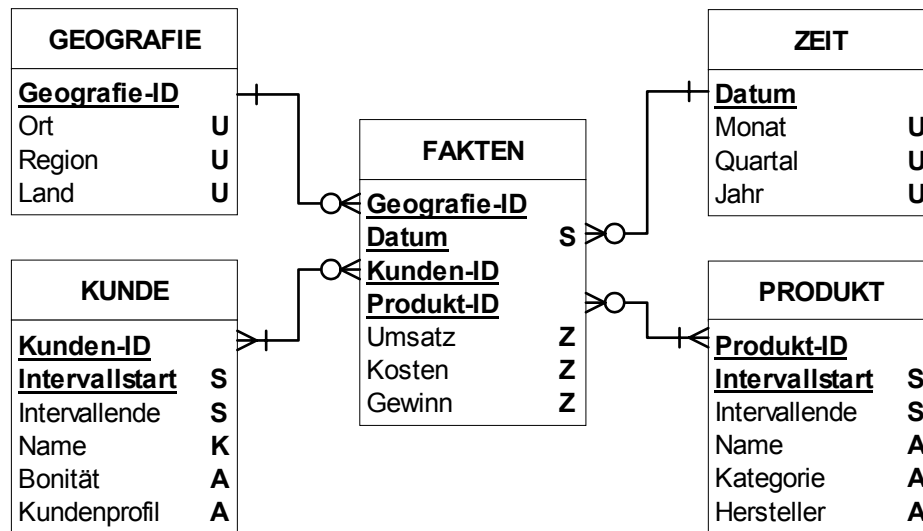 GEOGRAFIE
Geografie-ID
Ort U
Region U
Land U
ZEIT
Datum
Monat U
Quartal U
Jahr U
FAKTEN
Geografie-ID
Datum S
Kunden-ID
Produkt-ID
Umsatz Z
Kosten Z
Gewinn Z
KUNDE
Kunden-ID
Intervallstart S
Intervallende S
Name K
Bonität A
Kundenprofil A
PRODUKT
Produkt-ID
Intervallstart S
Intervallende S
Name A
Kategorie A
Hersteller A